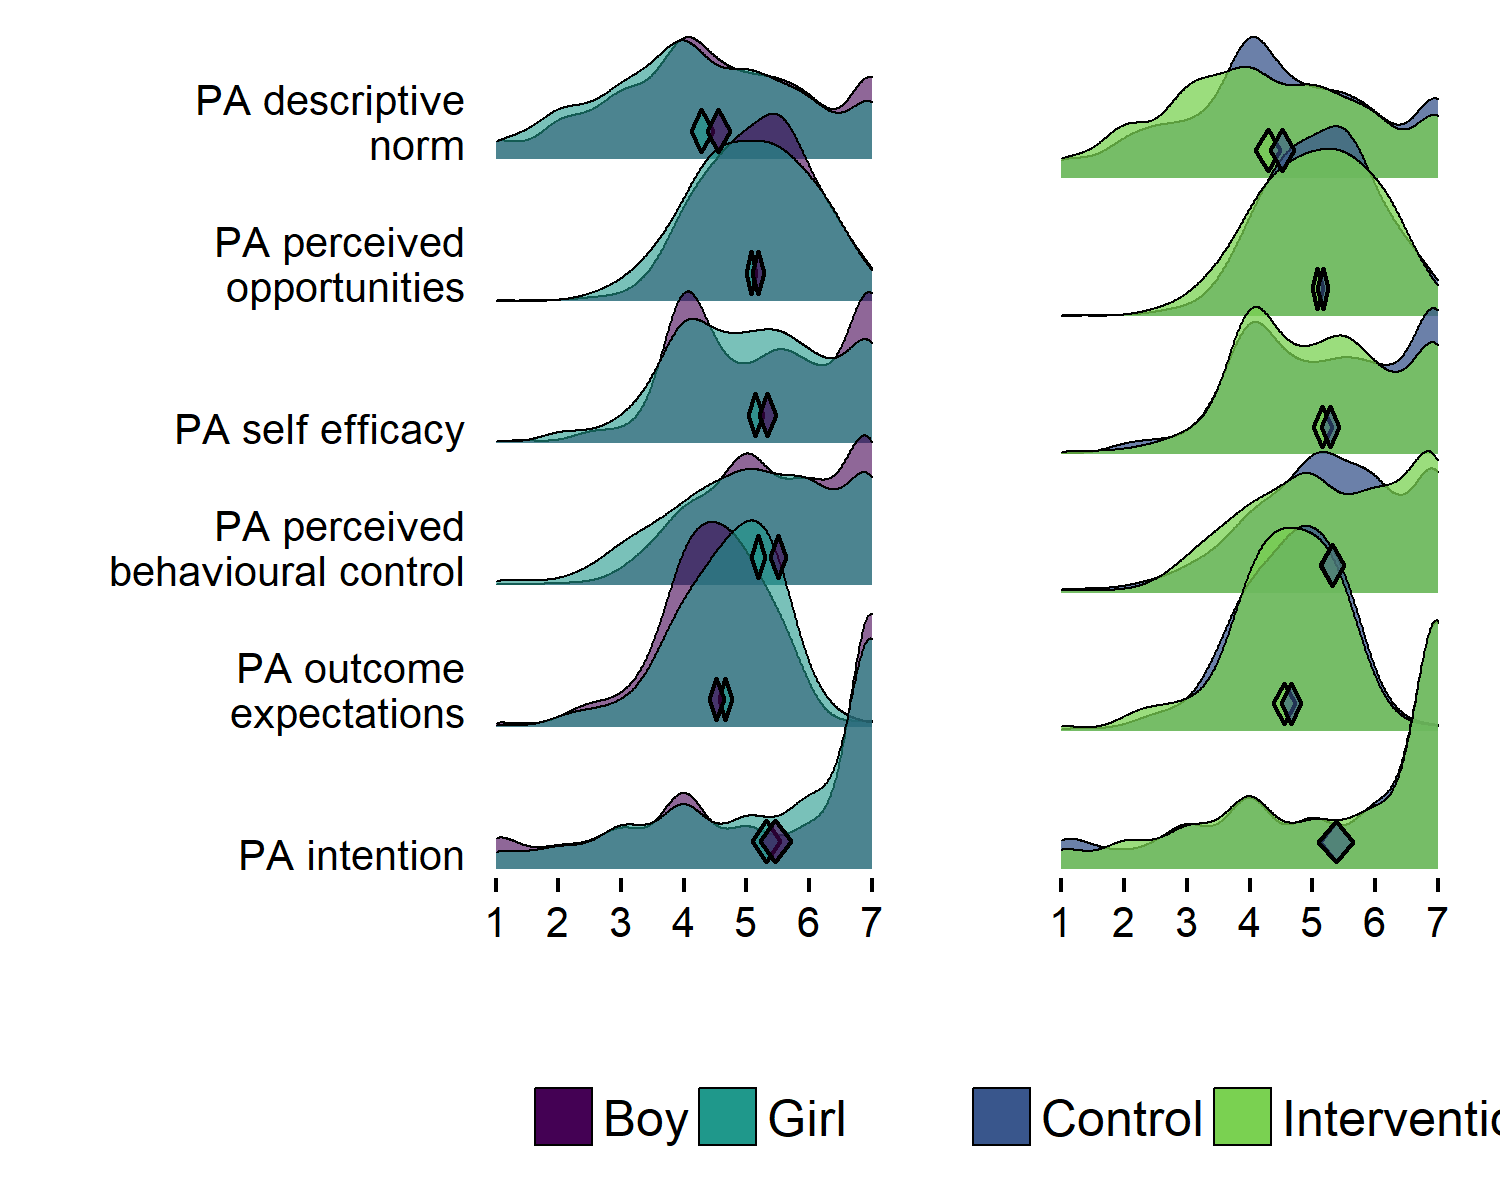 PA descriptive
norm
PA perceived
opportunities
PA self efficacy
PA perceived
behavioural control
PA outcome
expectations
PA intention
1 2 3 4 5 6 7
1 2 3 4 5 6 7
Boy Girl
Control Interventic